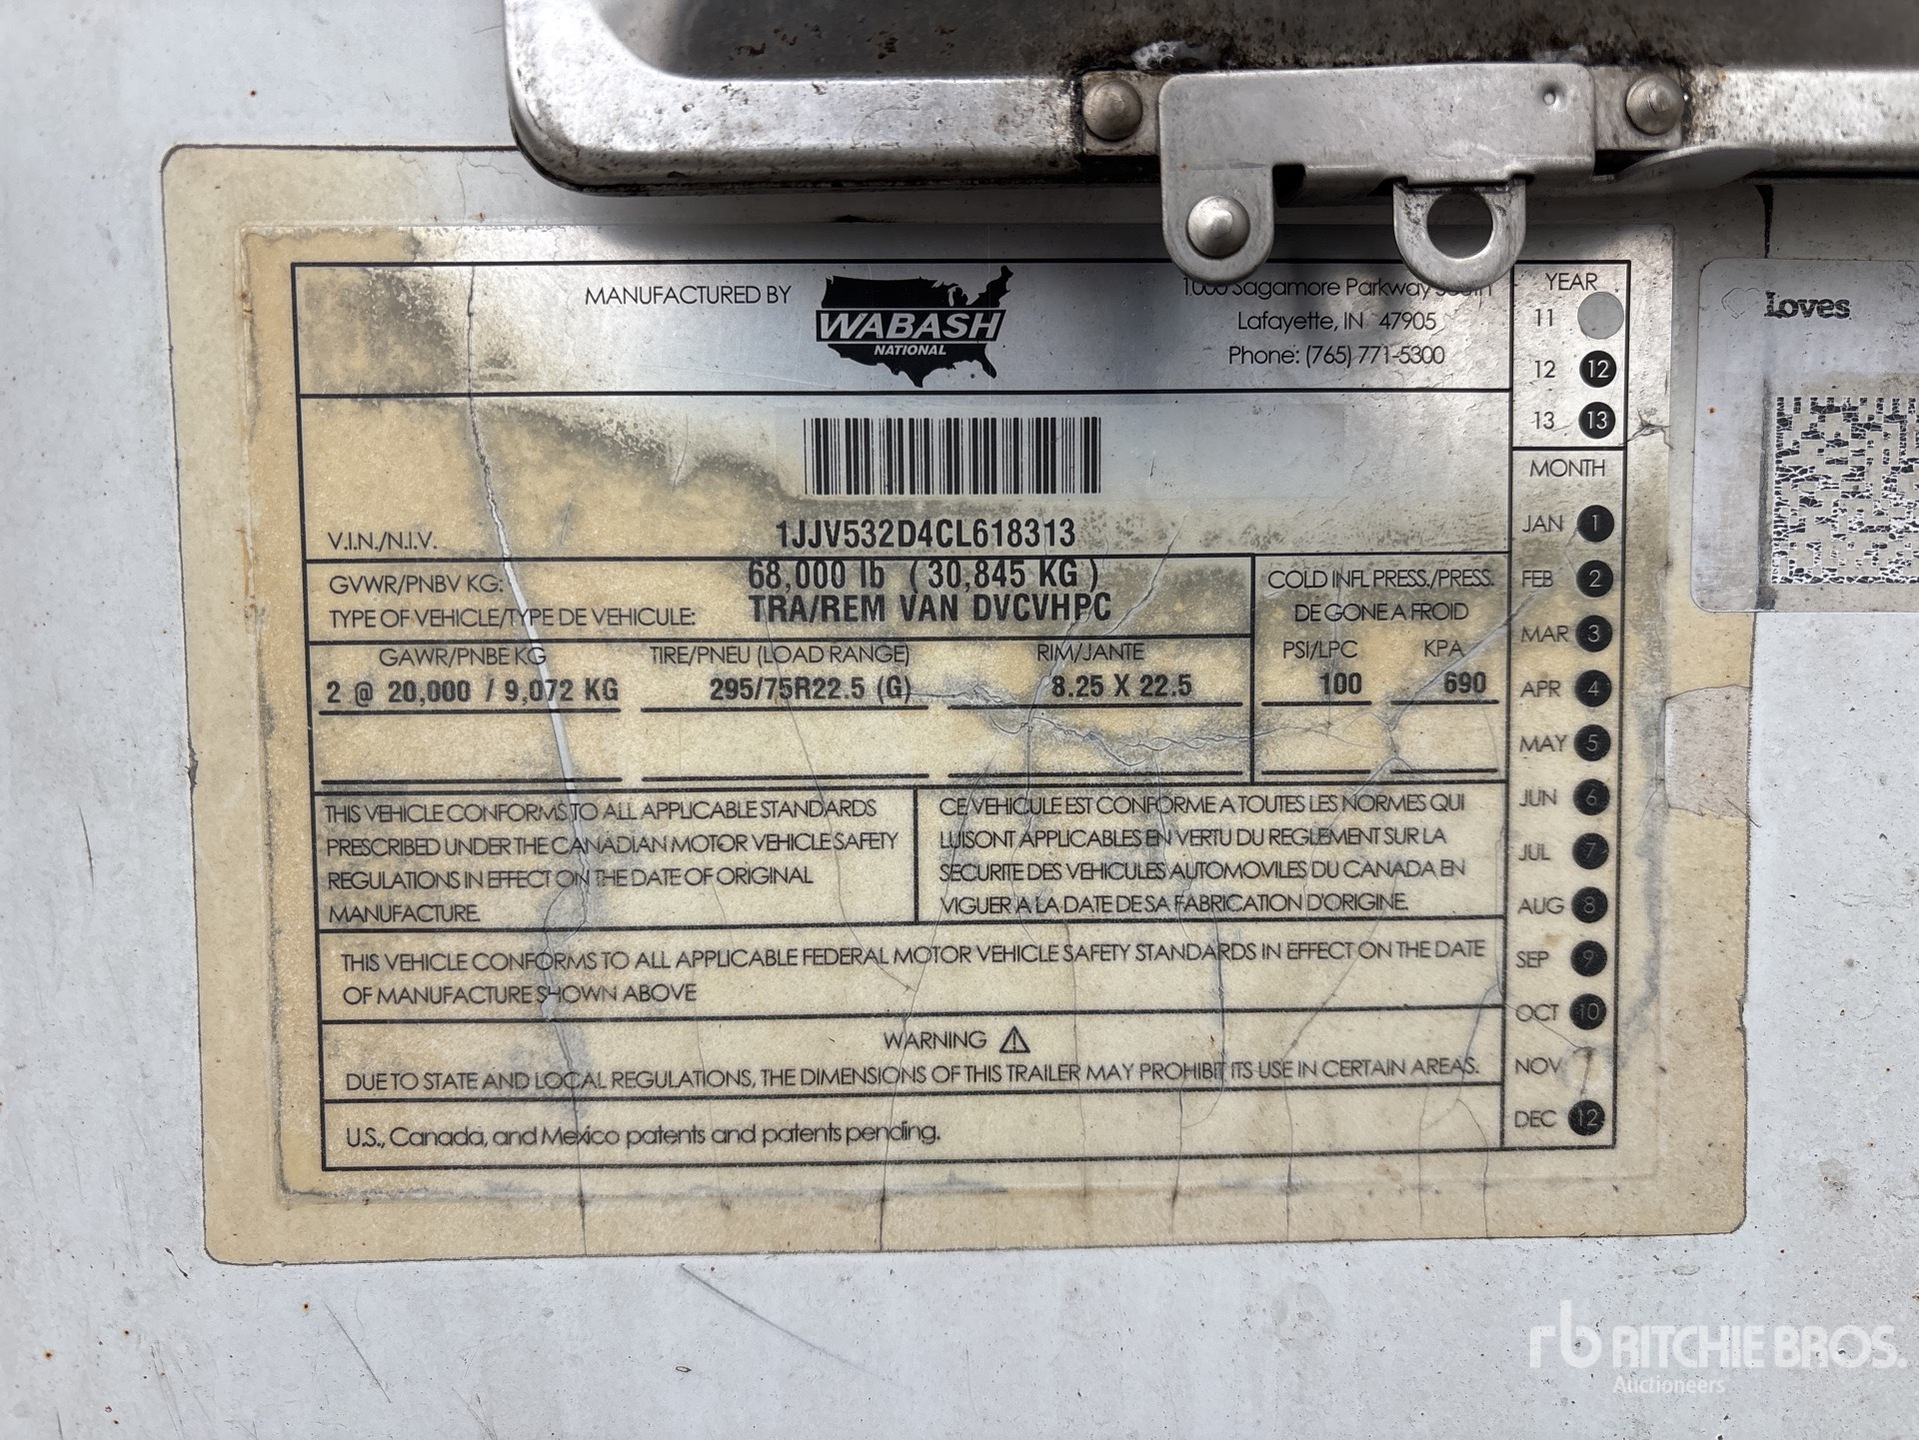 MANUFACTURED BY
WABASH
NATIONAL
1000 Sagamore Parkway South
Lafayette, IN 47905
Phone: (765) 771-5300
YEAR
11
12 12
13 13
Loves
V.I.N./N.I.V. 1JJV532D4CL618313
GVWR/PNBV KG: 68,000 lb (30,845 KG)
TYPE OF VEHICLE/TYPE DE VEHICULE: TRA/REM VAN DVCVHPC
COLD INFL PRESS./PRESS.
DE GONE A FROID
PSI/LPC KPA
100 690
GAWR/PNBE KG TIRE/PNEU (LOAD RANGE) RIM/JANTE
2 @ 20,000 / 9,072 KG 295/75R22.5 (G) 8.25 X 22.5
MONTH
JAN 1
FEB 2
MAR 3
APR 4
MAY 5
JUN 6
JUL 7
AUG 8
SEP 9
OCT 10
NOV
DEC 12
THIS VEHICLE CONFORMS TO ALL APPLICABLE STANDARDS
PRESCRIBED UNDER THE CANADIAN MOTOR VEHICLE SAFETY
REGULATIONS IN EFFECT ON THE DATE OF ORIGINAL
MANUFACTURE.
CE VEHICULE EST CONFORME A TOUTES LES NORMES QUI
LUISONT APPLICABLES EN VERTU DU REGLEMENT SUR LA
SECURITE DES VEHICULES AUTOMOVILES DU CANADA EN
VIGUER A LA DATE DE SA FABRICATION D'ORIGINE.
THIS VEHICLE CONFORMS TO ALL APPLICABLE FEDERAL MOTOR VEHICLE SAFETY STANDARDS IN EFFECT ON THE DATE
OF MANUFACTURE SHOWN ABOVE
WARNING
DUE TO STATE AND LOCAL REGULATIONS, THE DIMENSIONS OF THIS TRAILER MAY PROHIBIT ITS USE IN CERTAIN AREAS.
U.S., Canada, and Mexico patents and patents pending.
rb RITCHIE BROS.
Auctioneers